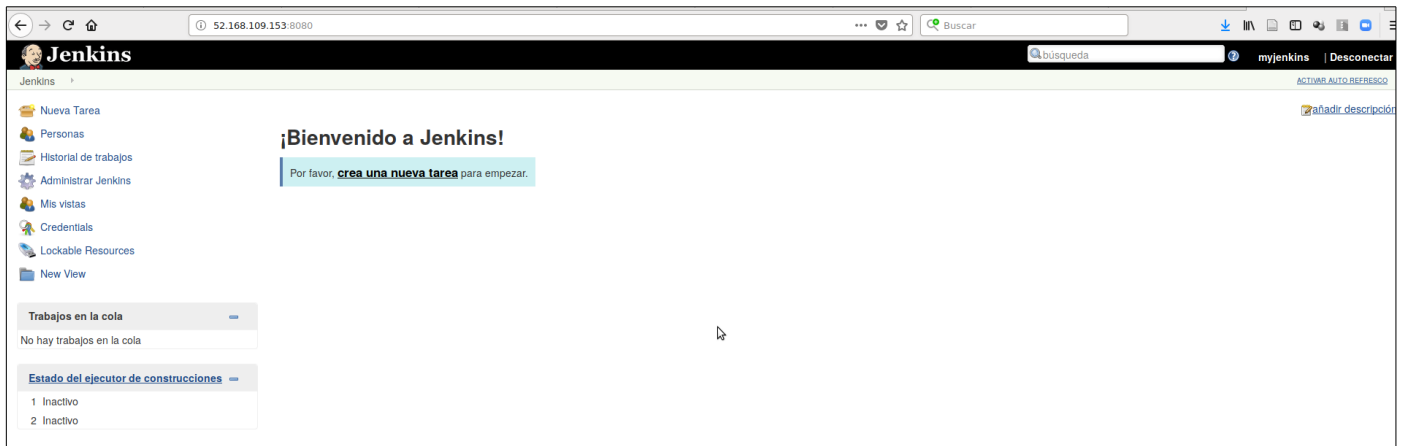 52.168.109.153:8080
Buscar
Jenkins
búsqueda
myjenkins | Desconectar
Jenkins
ACTIVAR AUTO REFRESCO
Nueva Tarea
añadir descripción
Personas
¡Bienvenido a Jenkins!
Historial de trabajos
Por favor, crea una nueva tarea para empezar.
Administrar Jenkins
Mis vistas
Credentials
Lockable Resources
New View
Trabajos en la cola
No hay trabajos en la cola
Estado del ejecutor de construcciones
1 Inactivo
2 Inactivo